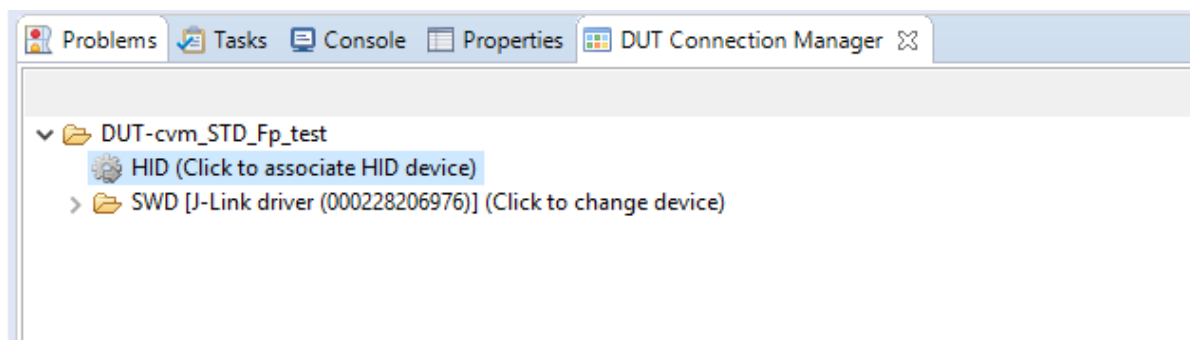 Problems Tasks Console Properties DUT Connection Manager
DUT-cvm_STD_Fp_test
HID (Click to associate HID device)
SWD [J-Link driver (000228206976)] (Click to change device)